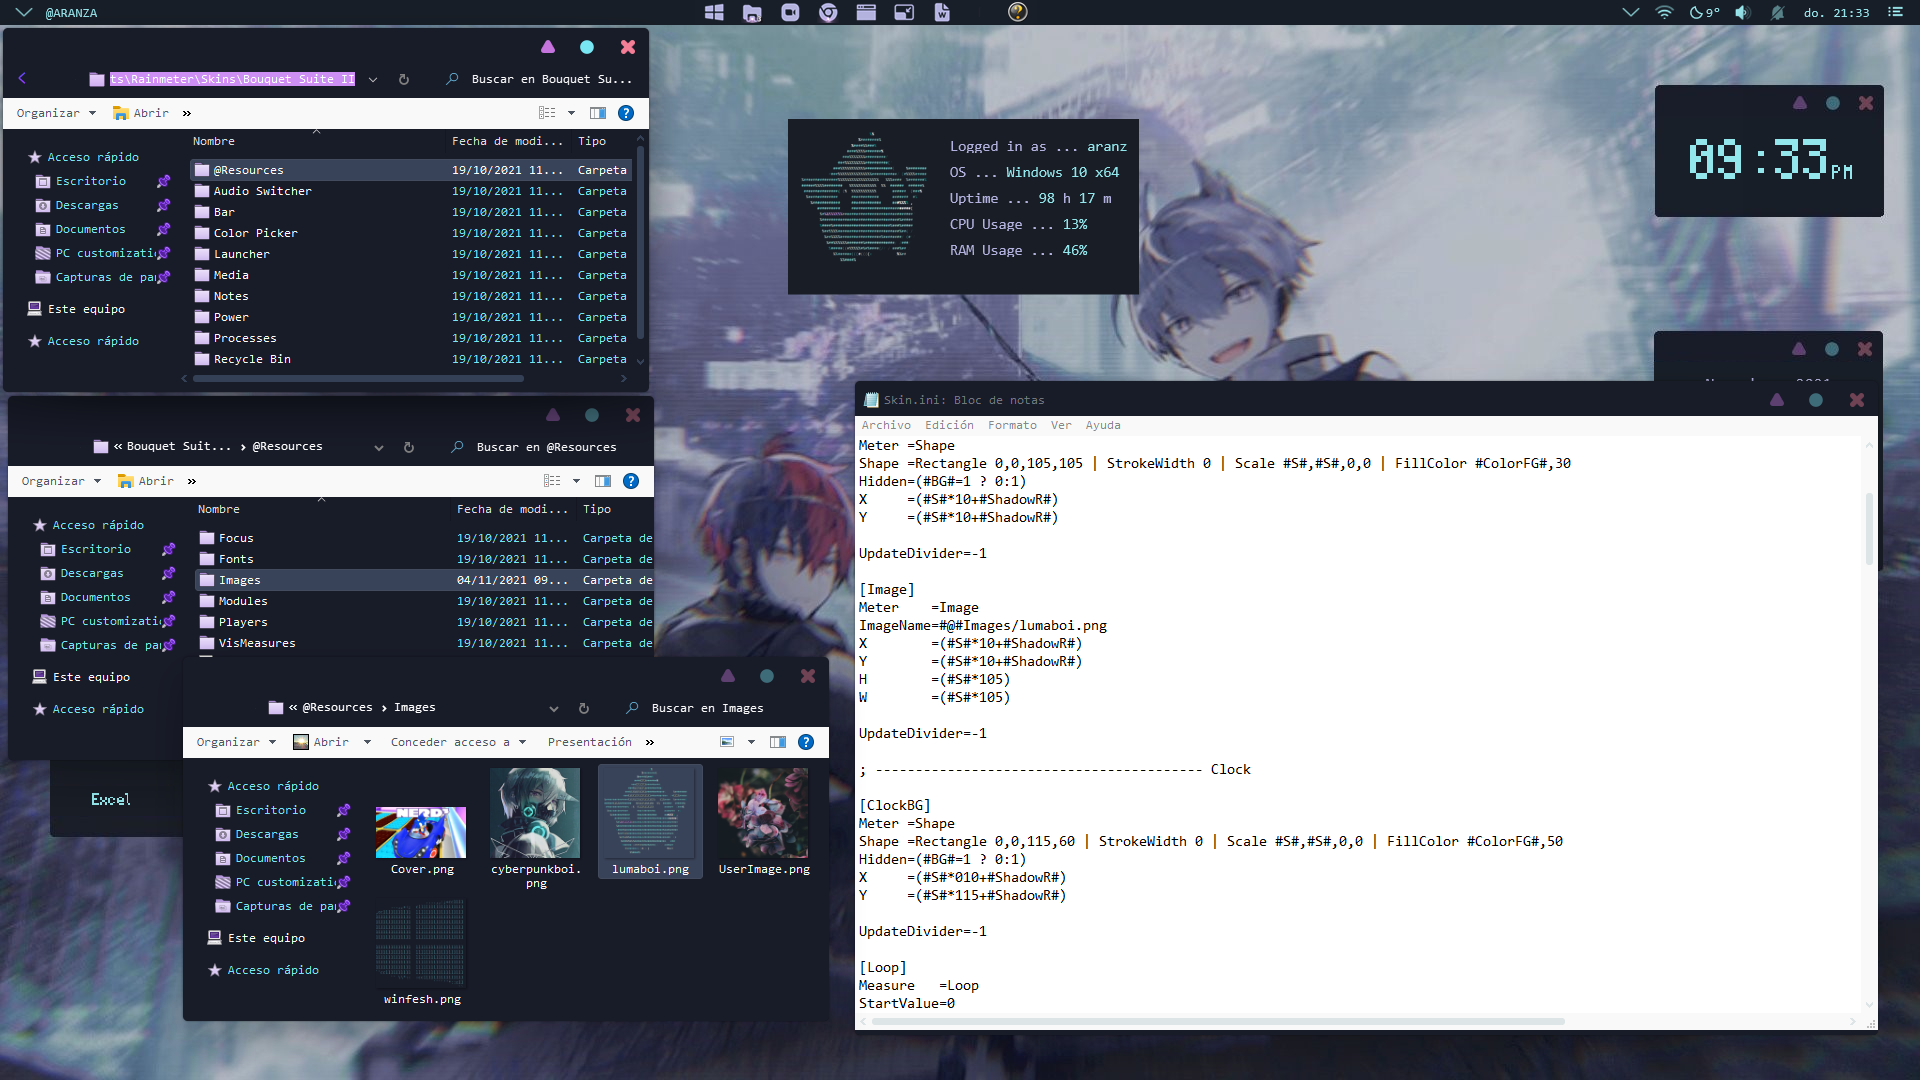 @ARANZA
9°
do. 21:33
ts\Rainmeter\Skins\Bouquet Suite II
Buscar en Bouquet Su...
Organizar
Abrir
»
Nombre
Fecha de modi...
Tipo
Acceso rápido
Escritorio
Descargas
Documentos
PC customizatio
Capturas de pa
Este equipo
Acceso rápido
@Resources 19/10/2021 11... Carpeta
Audio Switcher 19/10/2021 11... Carpeta
Bar 19/10/2021 11... Carpeta
Color Picker 19/10/2021 11... Carpeta
Launcher 19/10/2021 11... Carpeta
Media 19/10/2021 11... Carpeta
Notes 19/10/2021 11... Carpeta
Power 19/10/2021 11... Carpeta
Processes 19/10/2021 11... Carpeta
Recycle Bin 19/10/2021 11... Carpeta
Logged in as ... aranz
OS ... Windows 10 x64
Uptime ... 98 h 17 m
CPU Usage ... 13%
RAM Usage ... 46%
09:33PM
« Bouquet Suit... › @Resources
Buscar en @Resources
Organizar
Abrir
»
Nombre
Fecha de modi...
Tipo
Acceso rápido
Escritorio
Descargas
Documentos
PC customizati
Capturas de pa
Este equipo
Acceso rápido
Focus 19/10/2021 11... Carpeta de
Fonts 19/10/2021 11... Carpeta de
Images 04/11/2021 09... Carpeta de
Modules 19/10/2021 11... Carpeta de
Players 19/10/2021 11... Carpeta de
VisMeasures 19/10/2021 11... Carpeta de
Excel
« @Resources › Images
Buscar en Images
Organizar
Abrir
Conceder acceso a
Presentación
»
Acceso rápido
Escritorio
Descargas
Documentos
PC customizati
Capturas de pa
Este equipo
Acceso rápido
NERD
Cover.png
cyberpunkboi.
png
lumaboi.png
UserImage.png
winfesh.png
Skin.ini: Bloc de notas
Archivo Edición Formato Ver Ayuda
Meter =Shape
Shape =Rectangle 0,0,105,105 | StrokeWidth 0 | Scale #S#,#S#,0,0 | FillColor #ColorFG#,30
Hidden=(#BG#=1 ? 0:1)
X     =(#S#*10+#ShadowR#)
Y     =(#S#*10+#ShadowR#)
UpdateDivider=-1
[Image]
Meter    =Image
ImageName=#@#Images/lumaboi.png
X        =(#S#*10+#ShadowR#)
Y        =(#S#*10+#ShadowR#)
H        =(#S#*105)
W        =(#S#*105)
UpdateDivider=-1
; ----------------------------------------- Clock
[ClockBG]
Meter =Shape
Shape =Rectangle 0,0,115,60 | StrokeWidth 0 | Scale #S#,#S#,0,0 | FillColor #ColorFG#,50
Hidden=(#BG#=1 ? 0:1)
X     =(#S#*010+#ShadowR#)
Y     =(#S#*115+#ShadowR#)
UpdateDivider=-1
[Loop]
Measure   =Loop
StartValue=0